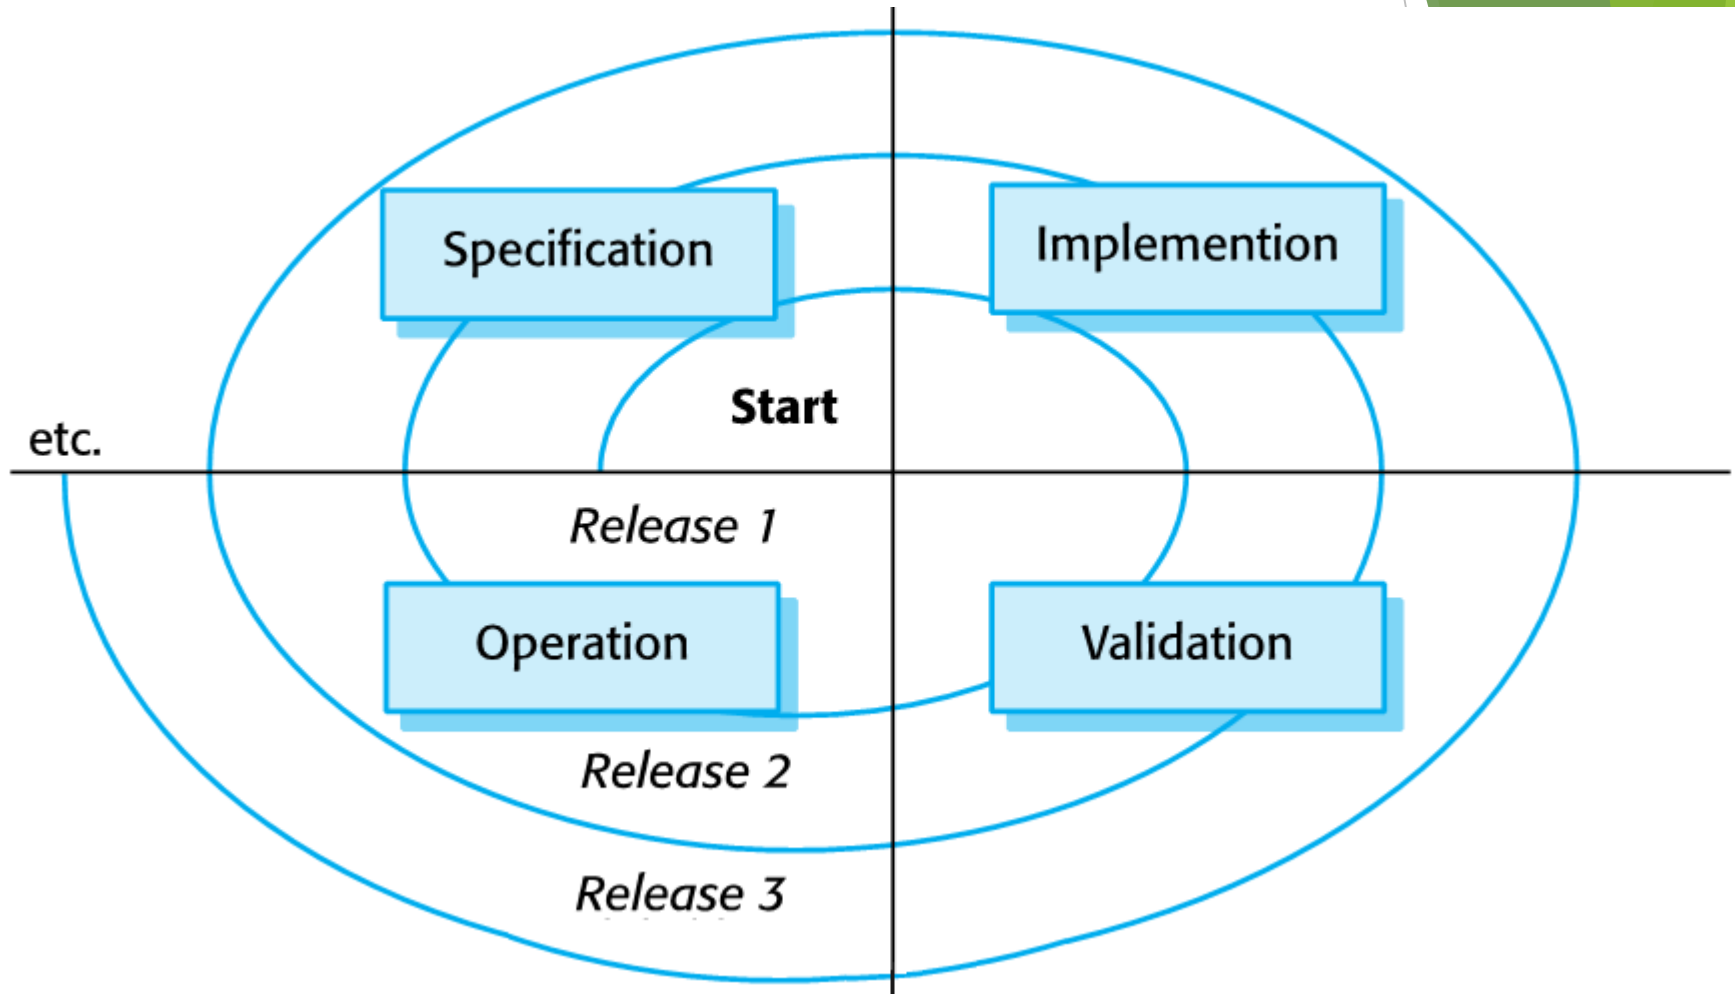 Specification
Implemention
Start
etc.
Release 1
Operation
Validation
Release 2
Release 3